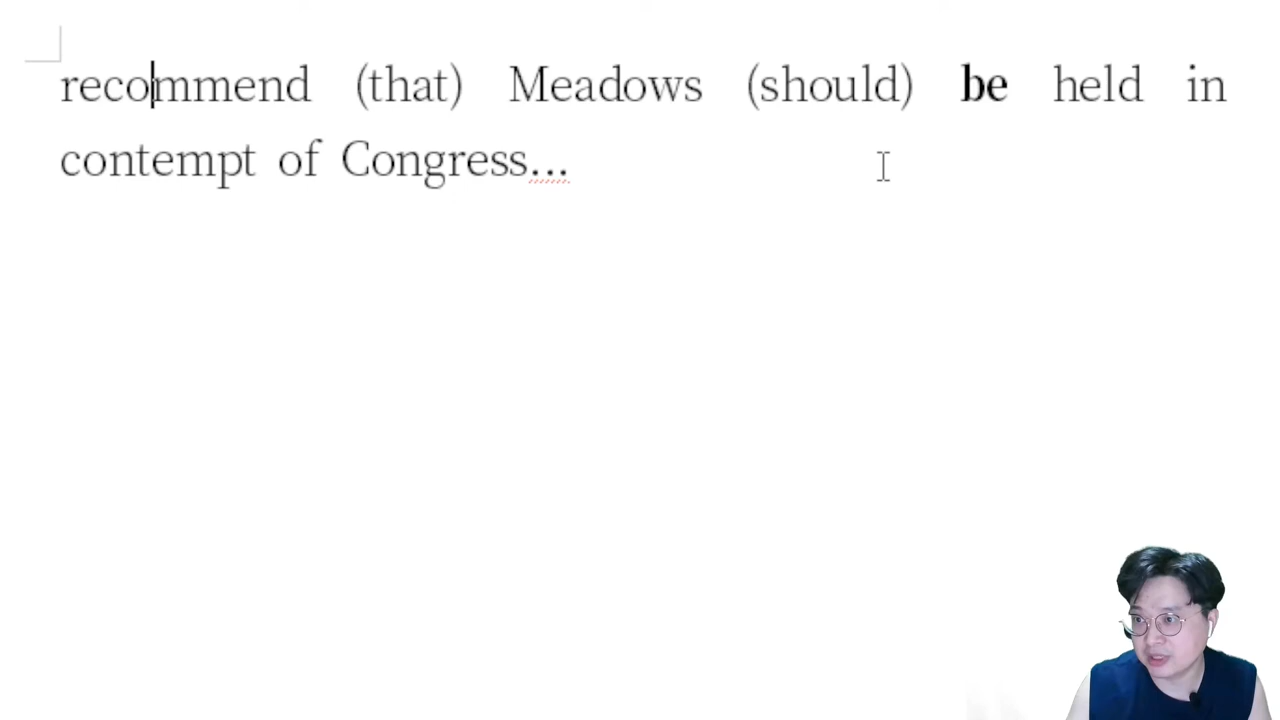 recommend (that) Meadows (should) be held in
contempt of Congress...